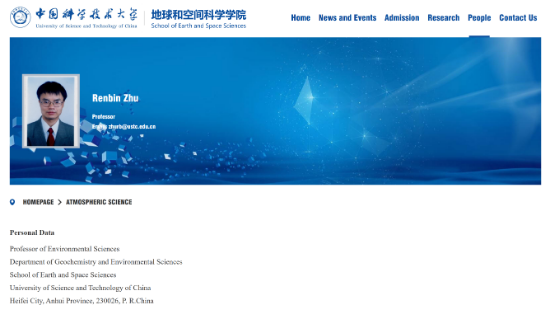 中国科学技术大学
University of Science and Technology of China
地球和空间科学学院
School of Earth and Space Sciences
Home News and Events Admission Research People Contact Us
Renbin Zhu
Professor
Email: zhurb@ustc.edu.cn
HOMEPAGE > ATMOSPHERIC SCIENCE
Personal Data
Professor of Environmental Sciences
Department of Geochemistry and Environmental Sciences
School of Earth and Space Sciences
University of Science and Technology of China
Heifei City, Anhui Province, 230026, P. R.China